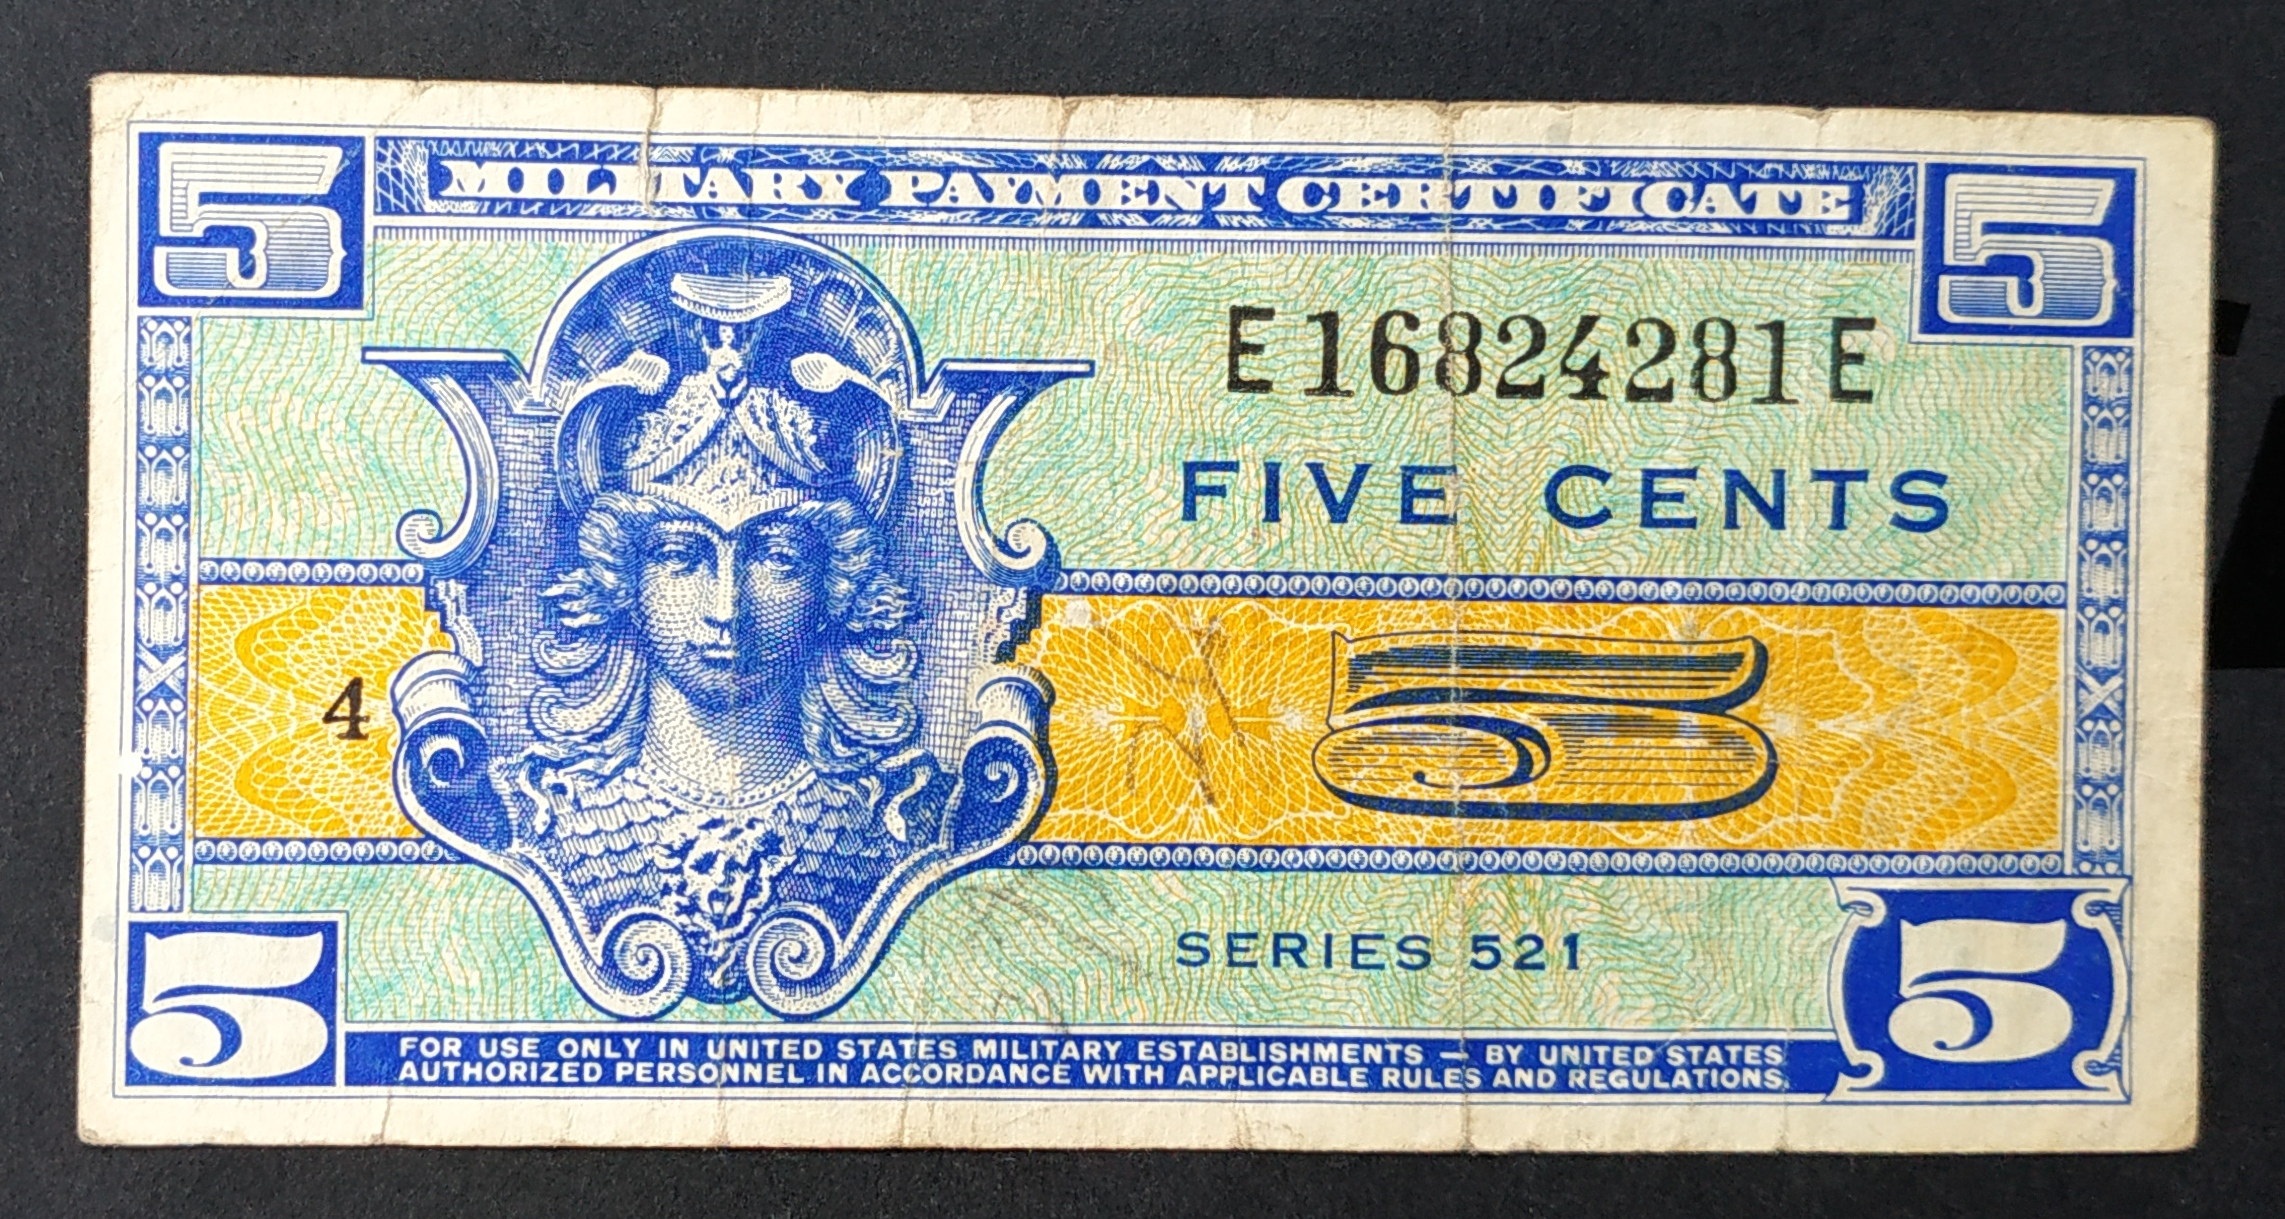 5 MILITARY PAYMENT CERTIFICATE 5
E16824281E
FIVE CENTS
4 5
SERIES 521
5 5
FOR USE ONLY IN UNITED STATES MILITARY ESTABLISHMENTS — BY UNITED STATES
AUTHORIZED PERSONNEL IN ACCORDANCE WITH APPLICABLE RULES AND REGULATIONS.